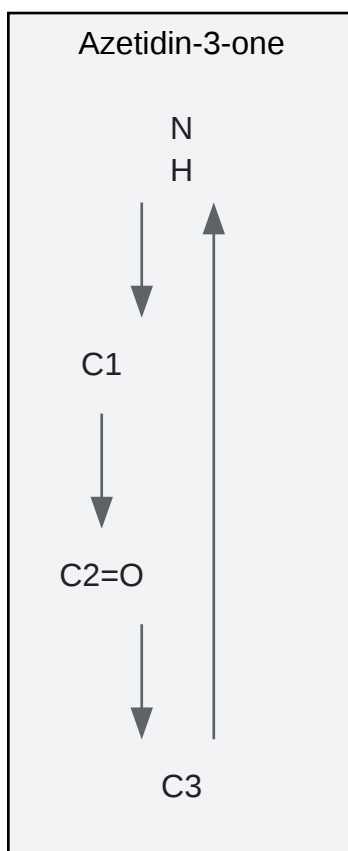 Azetidin-3-one
N
H
C1
C2=O
C3